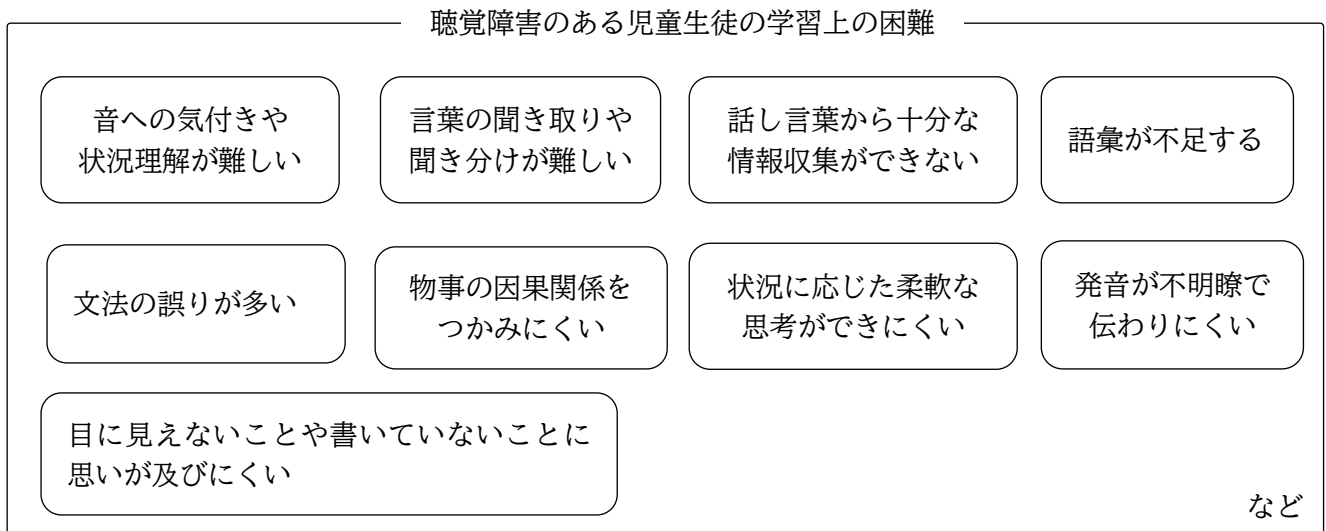 聴覚障害のある児童生徒の学習上の困難
音への気付きや
状況理解が難しい
言葉の聞き取りや
聞き分けが難しい
話し言葉から十分な
情報収集ができない
語彙が不足する
文法の誤りが多い
物事の因果関係を
つかみにくい
状況に応じた柔軟な
思考ができにくい
発音が不明瞭で
伝わりにくい
目に見えないことや書いていないことに
思いが及びにくい
など